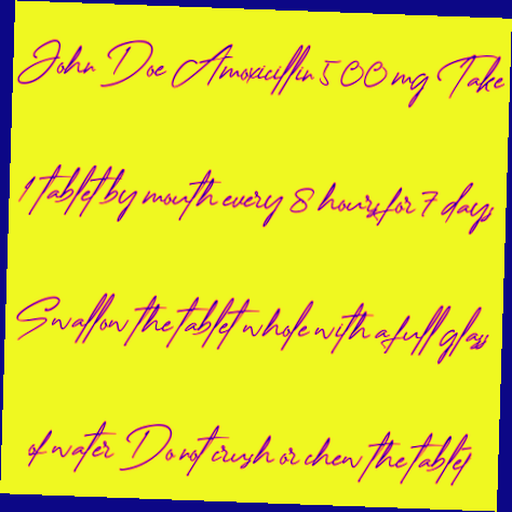 John Doe Amoxicillin 500 mg Take
1 tablet by mouth every 8 hours for 7 days
Swallow the tablet whole with a full glass
of water Do not crush or chew the tablet